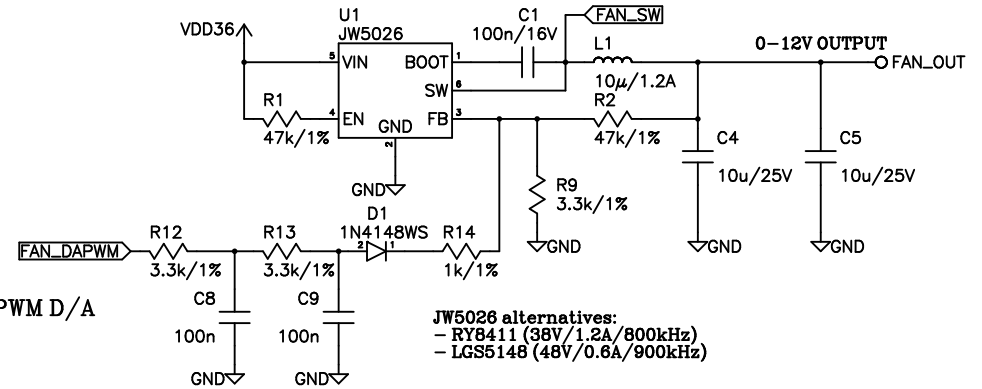 U1
JW5026
VDD36
C1
100n/16V
FAN_SW
L1
10µ/1.2A
0-12V OUTPUT
FAN_OUT
5
VIN
BOOT
1
SW
6
R1
47k/1%
4
EN
FB
3
GND
2
GND
R2
47k/1%
C4
10u/25V
C5
10u/25V
R9
3.3k/1%
GND
GND
GND
FAN_DAPWM
R12
3.3k/1%
R13
3.3k/1%
D1
1N4148WS
2
1
R14
1k/1%
C8
100n
C9
100n
GND
GND
PWM D/A
JW5026 alternatives:
- RY8411 (38V/1.2A/800kHz)
- LGS5148 (48V/0.6A/900kHz)